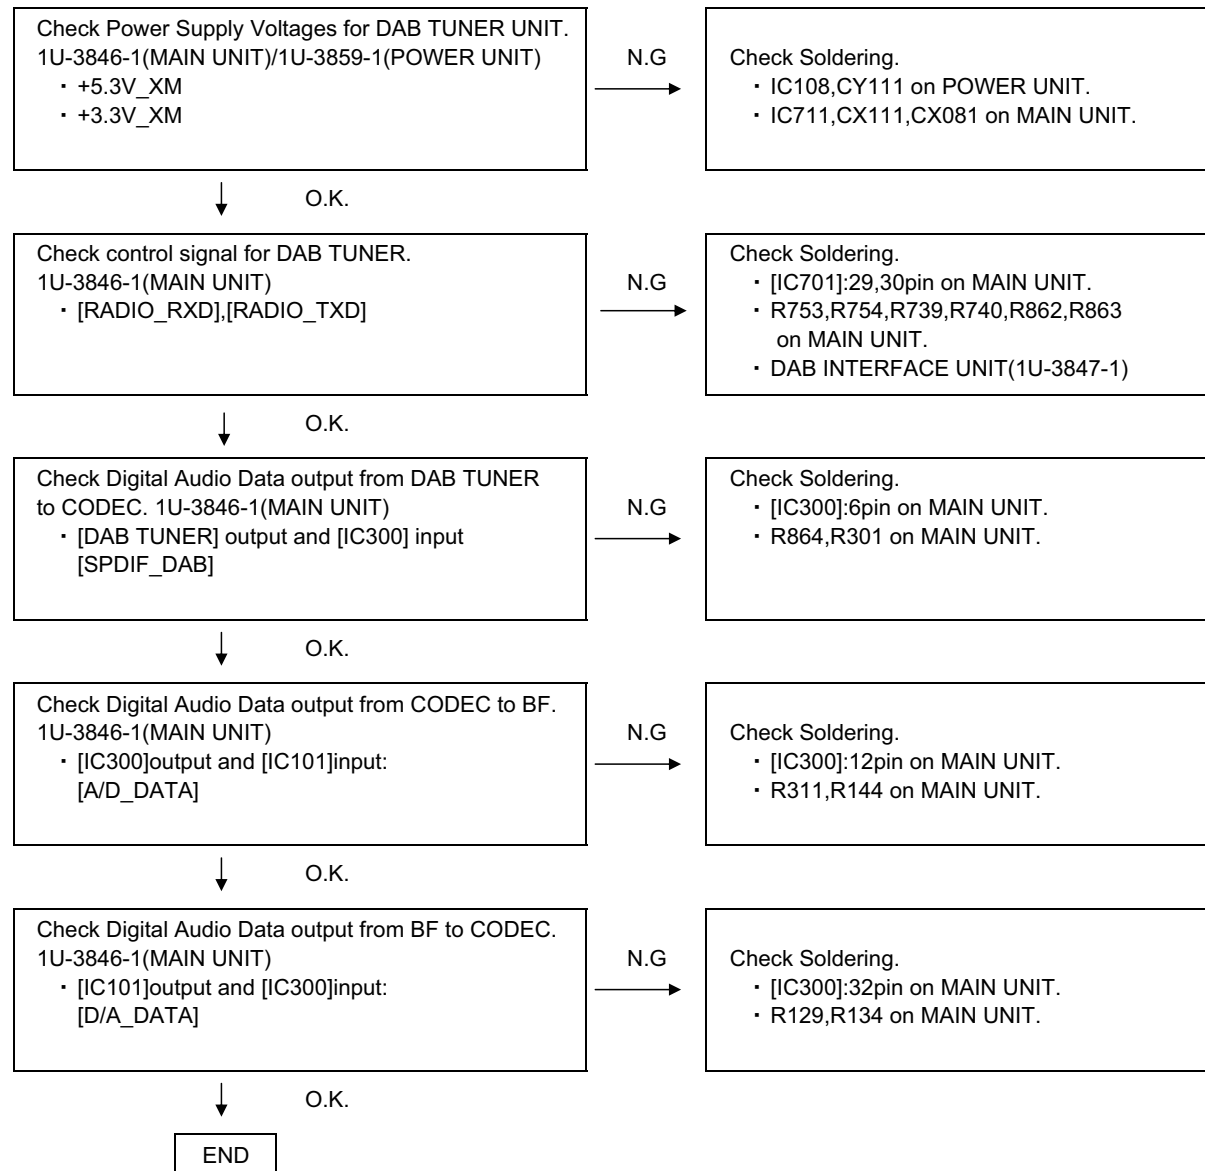 Check Power Supply Voltages for DAB TUNER UNIT.
1U-3846-1(MAIN UNIT)/1U-3859-1(POWER UNIT)
・+5.3V_XM
・+3.3V_XM
N.G
Check Soldering.
・IC108,CY111 on POWER UNIT.
・IC711,CX111,CX081 on MAIN UNIT.
O.K.
Check control signal for DAB TUNER.
1U-3846-1(MAIN UNIT)
・[RADIO_RXD],[RADIO_TXD]
N.G
Check Soldering.
・[IC701]:29,30pin on MAIN UNIT.
・R753,R754,R739,R740,R862,R863
on MAIN UNIT.
・DAB INTERFACE UNIT(1U-3847-1)
O.K.
Check Digital Audio Data output from DAB TUNER
to CODEC. 1U-3846-1(MAIN UNIT)
・[DAB TUNER] output and [IC300] input
[SPDIF_DAB]
N.G
Check Soldering.
・[IC300]:6pin on MAIN UNIT.
・R864,R301 on MAIN UNIT.
O.K.
Check Digital Audio Data output from CODEC to BF.
1U-3846-1(MAIN UNIT)
・[IC300]output and [IC101]input:
[A/D_DATA]
N.G
Check Soldering.
・[IC300]:12pin on MAIN UNIT.
・R311,R144 on MAIN UNIT.
O.K.
Check Digital Audio Data output from BF to CODEC.
1U-3846-1(MAIN UNIT)
・[IC101]output and [IC300]input:
[D/A_DATA]
N.G
Check Soldering.
・[IC300]:32pin on MAIN UNIT.
・R129,R134 on MAIN UNIT.
O.K.
END